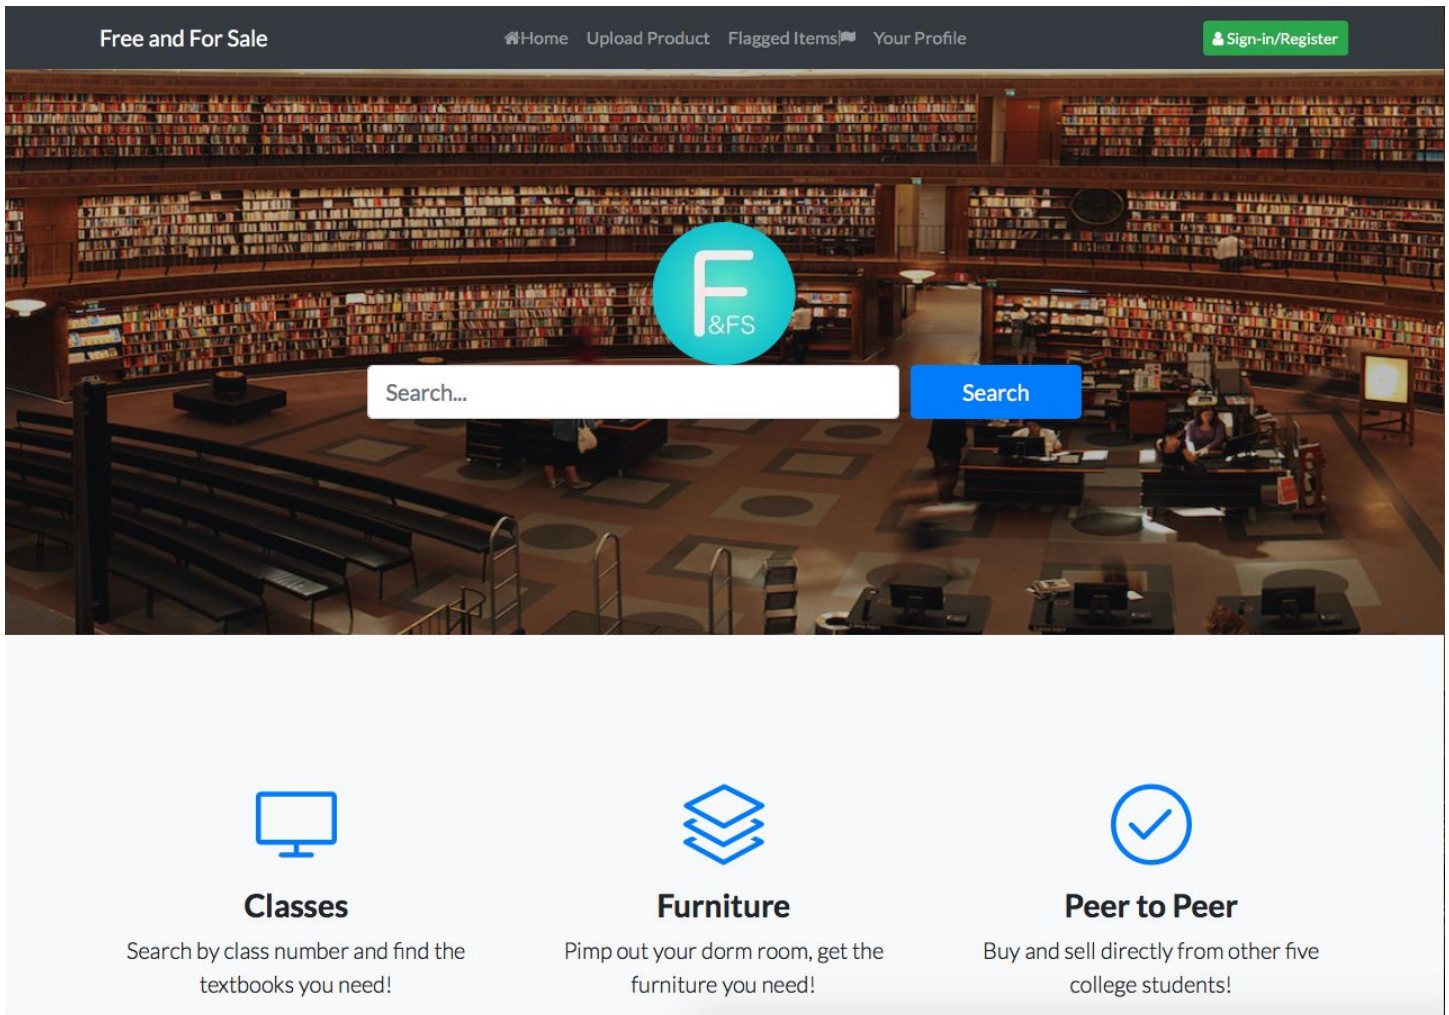 Free and For Sale
Home Upload Product Flagged Items Your Profile
Sign-in/Register
F
&FS
Search...
Search
Classes
Search by class number and find the
textbooks you need!
Furniture
Pimp out your dorm room, get the
furniture you need!
Peer to Peer
Buy and sell directly from other five
college students!